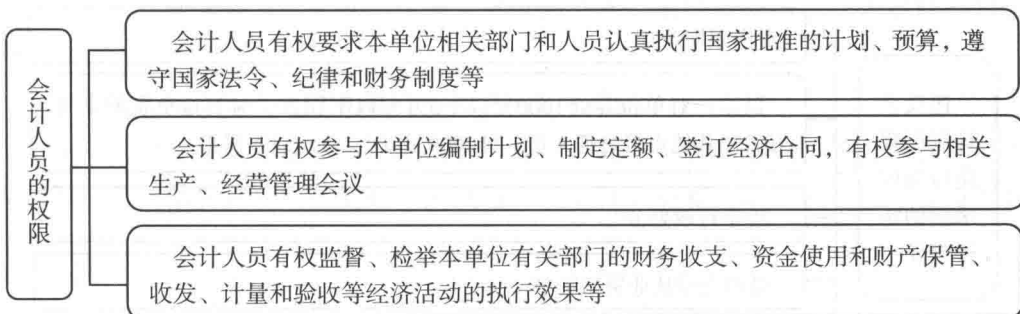 会计人员的权限
会计人员有权要求本单位相关部门和人员认真执行国家批准的计划、预算，遵
守国家法令、纪律和财务制度等
会计人员有权参与本单位编制计划、制定定额、签订经济合同，有权参与相关
生产、经营管理会议
会计人员有权监督、检举本单位有关部门的财务收支、资金使用和财产保管、
收发、计量和验收等经济活动的执行效果等